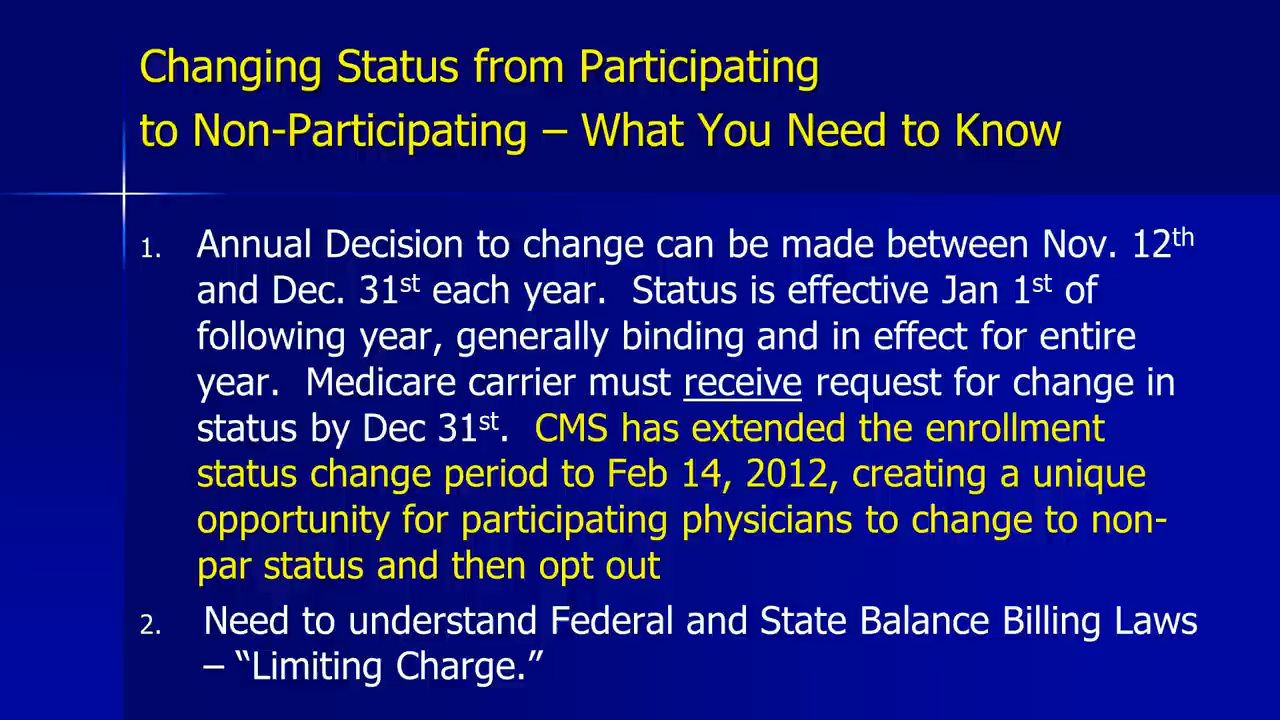 Changing Status from Participating
to Non-Participating – What You Need to Know
1. Annual Decision to change can be made between Nov. 12th
and Dec. 31st each year. Status is effective Jan 1st of
following year, generally binding and in effect for entire
year. Medicare carrier must receive request for change in
status by Dec 31st. CMS has extended the enrollment
status change period to Feb 14, 2012, creating a unique
opportunity for participating physicians to change to non-
par status and then opt out
2. Need to understand Federal and State Balance Billing Laws
– “Limiting Charge.”